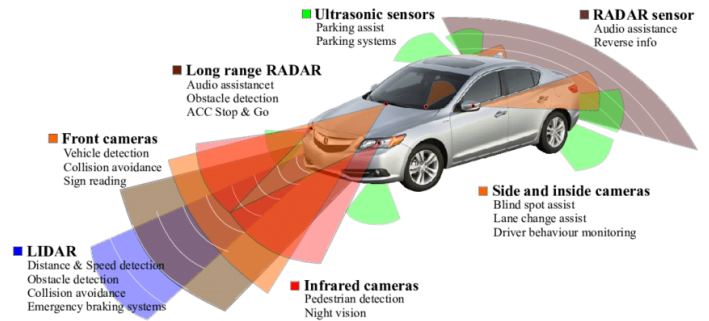 Ultrasonic sensors
Parking assist
Parking systems
RADAR sensor
Audio assistance
Reverse info
Long range RADAR
Audio assistancet
Obstacle detection
ACC Stop & Go
Front cameras
Vehicle detection
Collision avoidance
Sign reading
Side and inside cameras
Blind spot assist
Lane change assist
Driver behaviour monitoring
LIDAR
Distance & Speed detection
Obstacle detection
Collision avoidance
Emergency braking systems
Infrared cameras
Pedestrian detection
Night vision